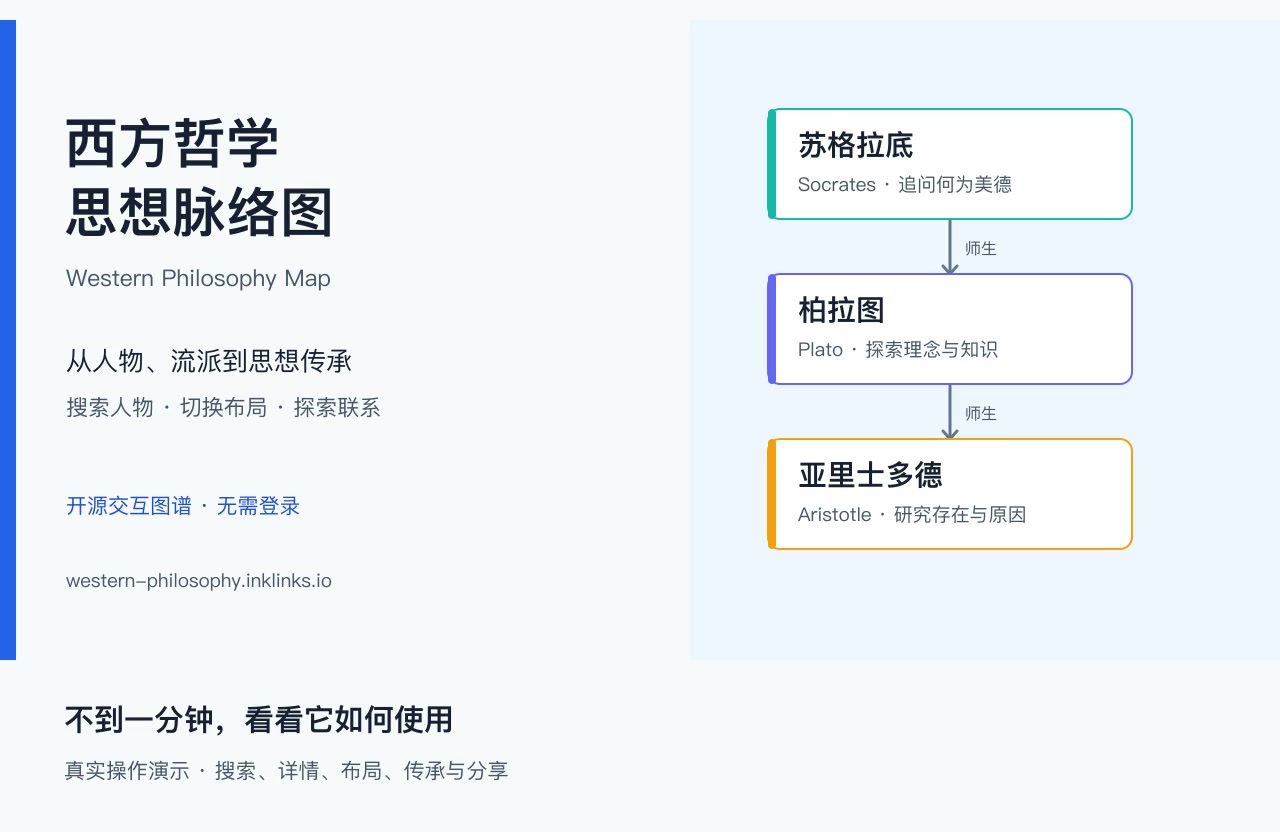 西方哲学
思想脉络图
Western Philosophy Map
从人物、流派到思想传承
搜索人物 · 切换布局 · 探索联系
开源交互图谱 · 无需登录
western-philosophy.inklinks.io
苏格拉底
Socrates · 追问何为美德
师生
柏拉图
Plato · 探索理念与知识
师生
亚里士多德
Aristotle · 研究存在与原因
不到一分钟，看看它如何使用
真实操作演示 · 搜索、详情、布局、传承与分享